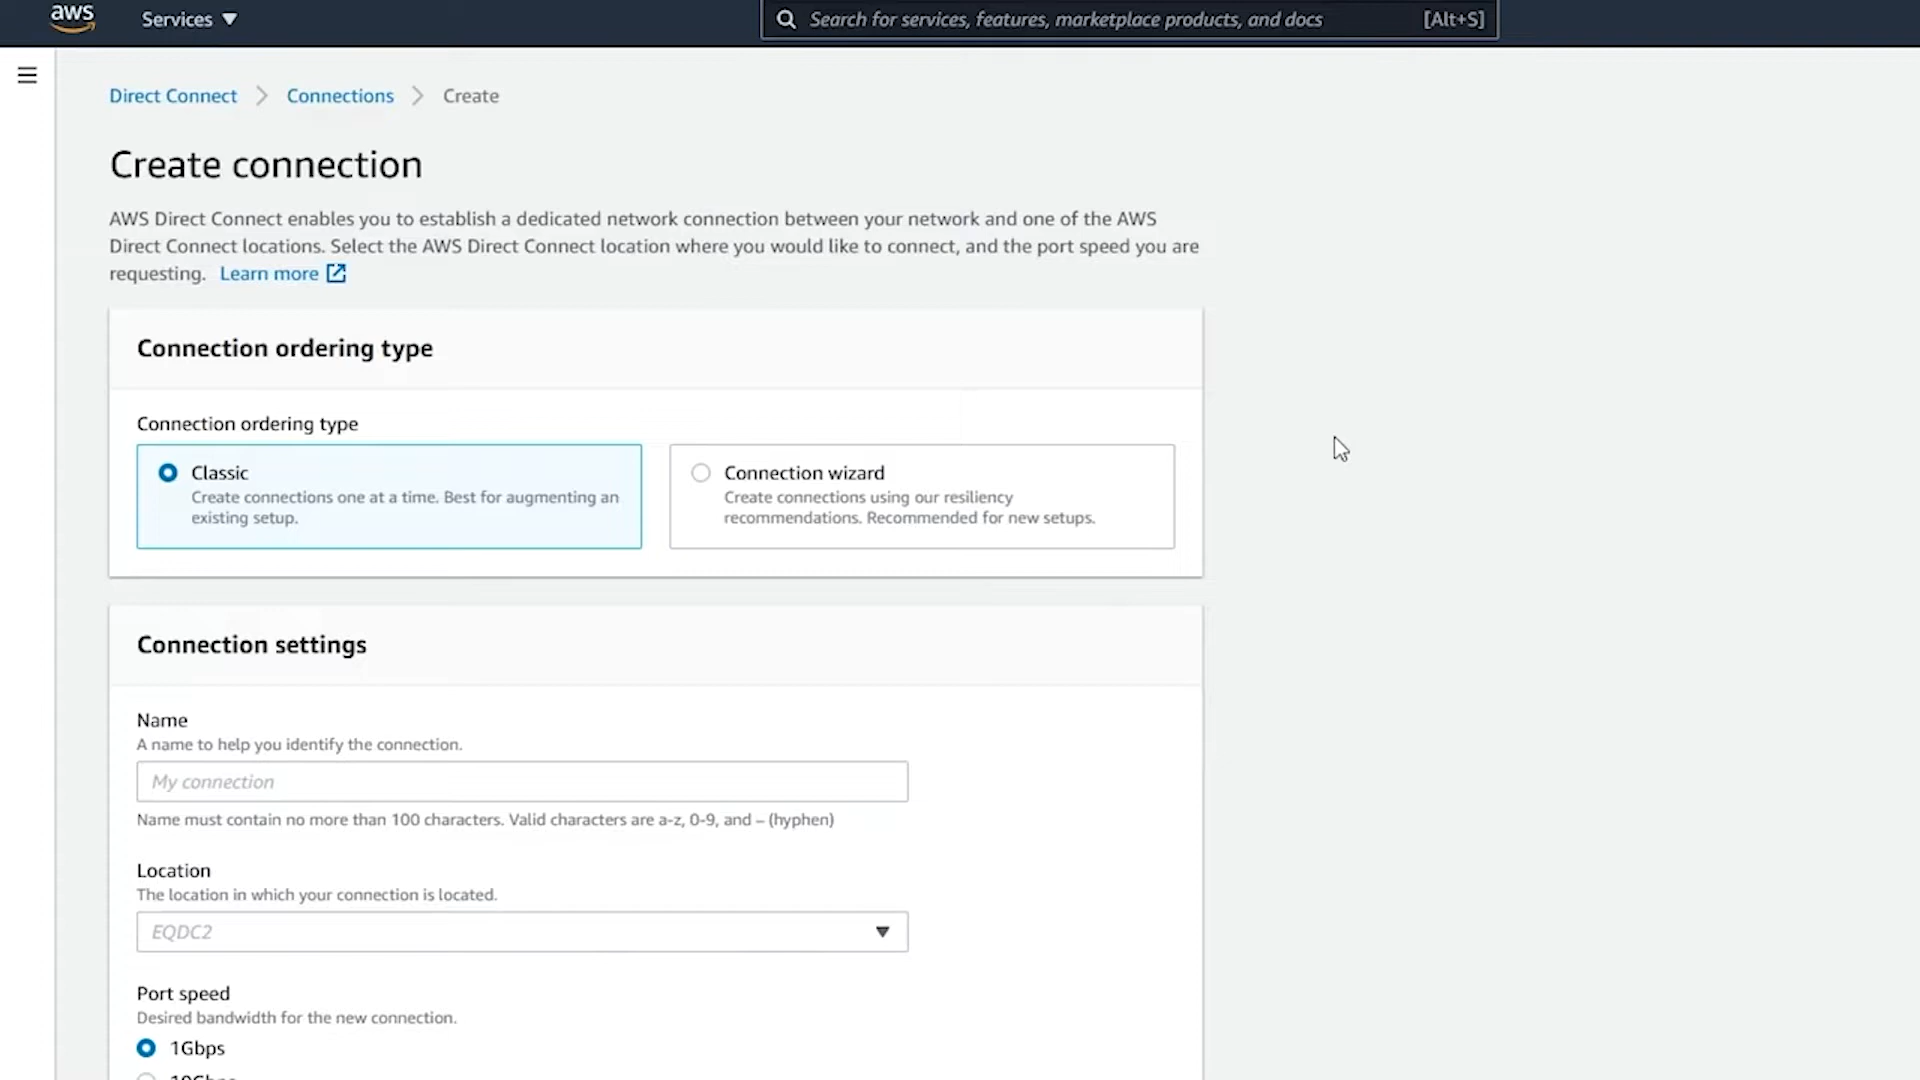 aws
Services ▼
Search for services, features, marketplace products, and docs
[Alt+S]
Direct Connect > Connections > Create
Create connection
AWS Direct Connect enables you to establish a dedicated network connection between your network and one of the AWS
Direct Connect locations. Select the AWS Direct Connect location where you would like to connect, and the port speed you are
requesting. Learn more
Connection ordering type
Connection ordering type
Classic
Create connections one at a time. Best for augmenting an
existing setup.
Connection wizard
Create connections using our resiliency
recommendations. Recommended for new setups.
Connection settings
Name
A name to help you identify the connection.
My connection
Name must contain no more than 100 characters. Valid characters are a-z, 0-9, and – (hyphen)
Location
The location in which your connection is located.
EQDC2
Port speed
Desired bandwidth for the new connection.
1Gbps